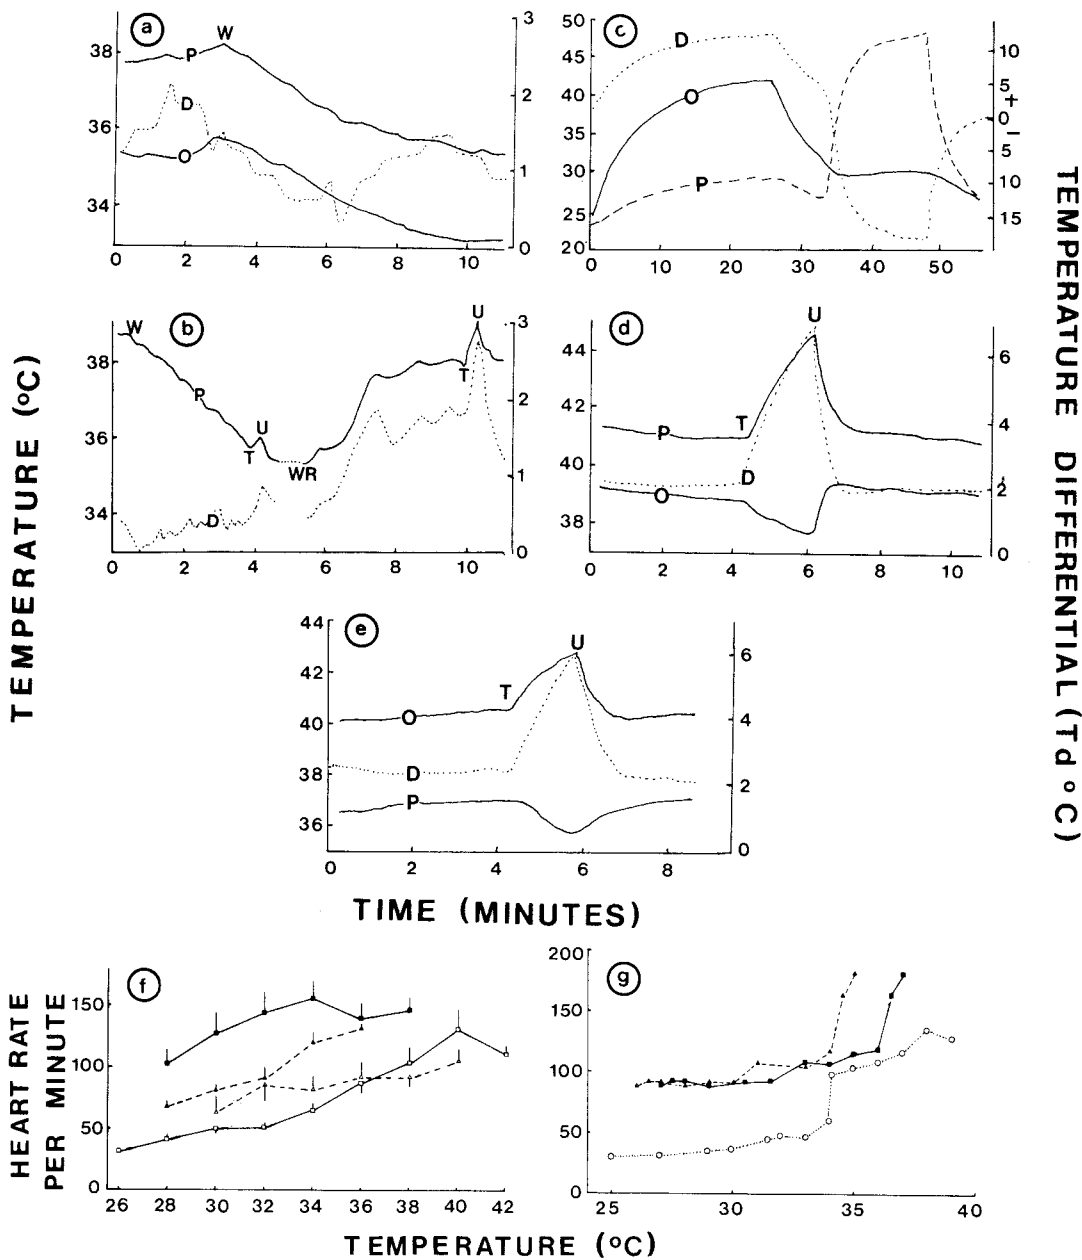 a
38
36
34
0 2 4 6 8 10
3
2
1
0
P W
D
O
c
50
45
40
35
30
25
20
0 10 20 30 40 50
10
5
+
0
−
5
10
15
D
O
P
b
38
36
34
0 2 4 6 8 10
3
2
1
0
W
P
U
T
WR
D
U
T
d
44
42
40
38
0 2 4 6 8 10
6
4
2
0
U
T
P
D
O
e
44
42
40
38
36
0 2 4 6 8
6
4
2
0
U
T
O
D
P
TEMPERATURE (ºC)
TEMPERATURE DIFFERENTIAL (Td ºC)
TIME (MINUTES)
HEART RATE
PER MINUTE
f
150
100
50
0
26 28 30 32 34 36 38 40 42
g
200
150
100
50
0
25 30 35 40
TEMPERATURE (ºC)